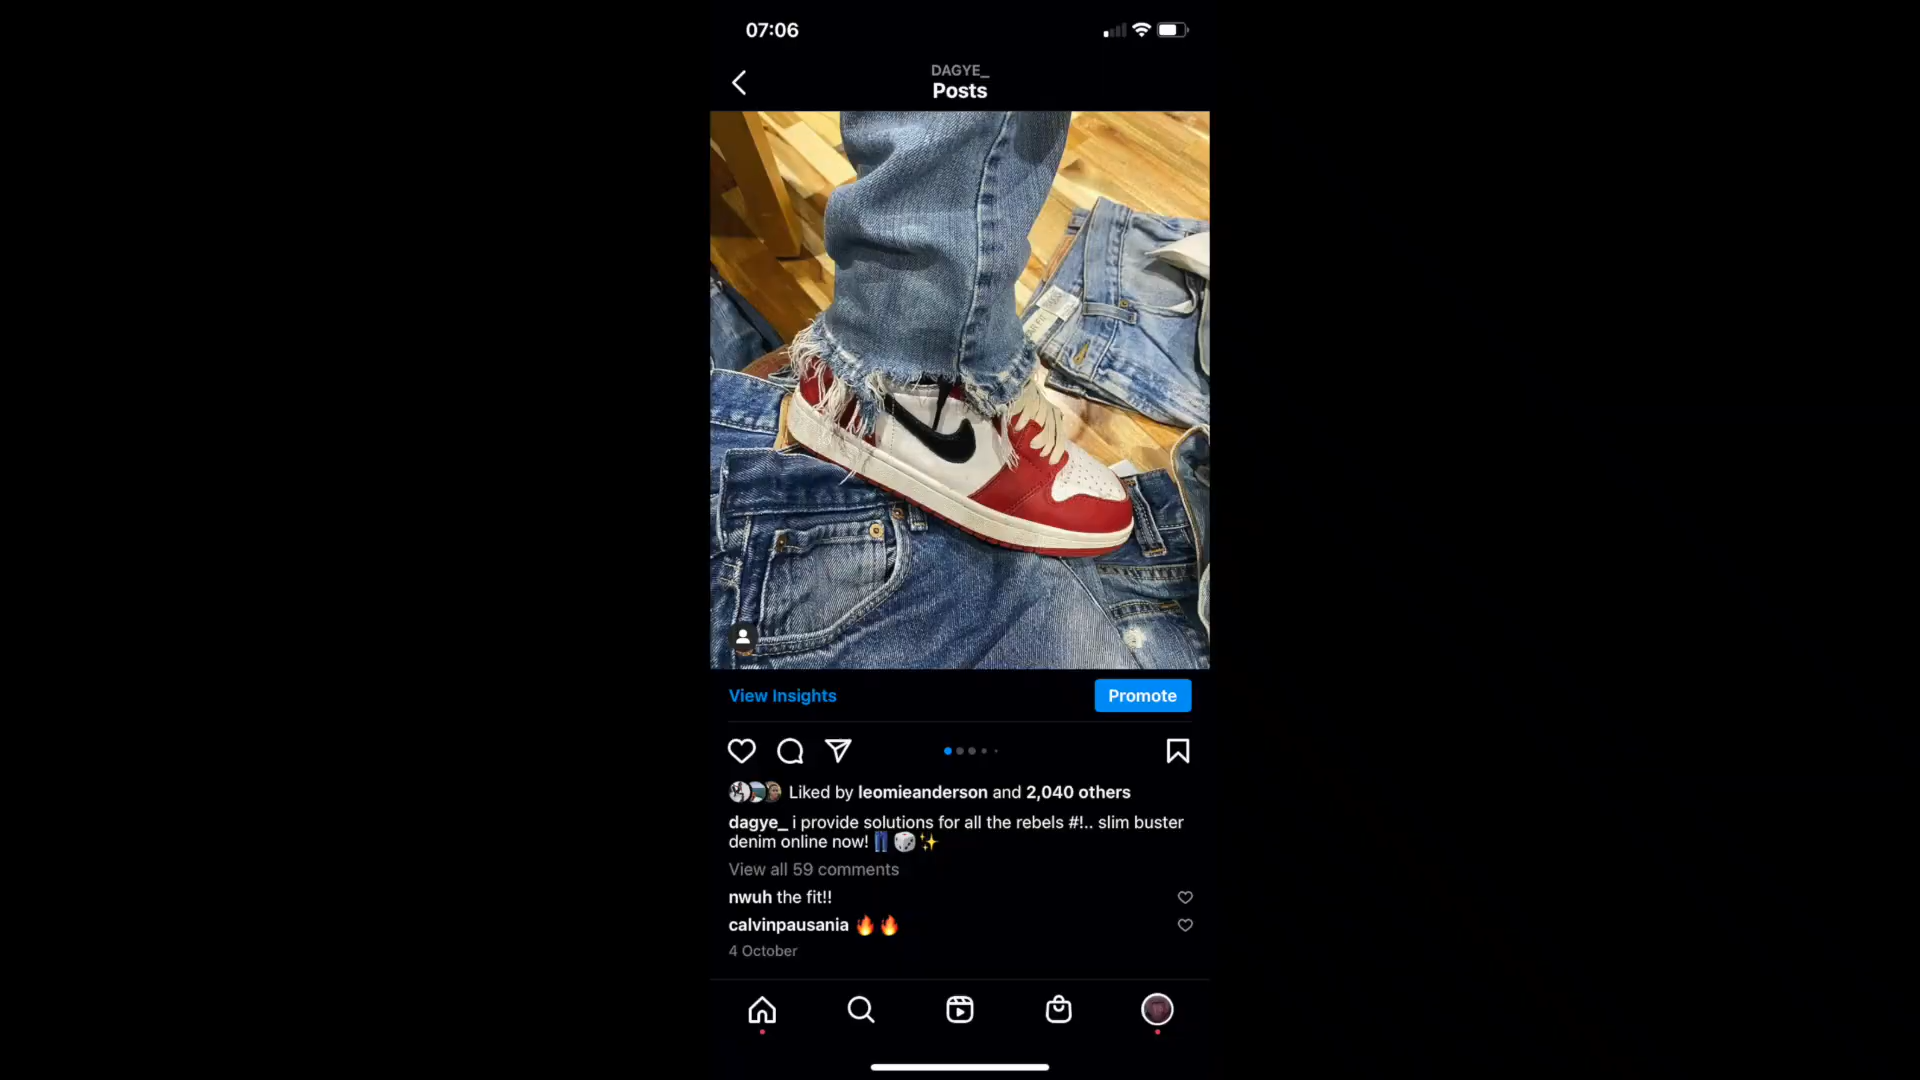 07:06
DAGYE_
Posts
View Insights
Promote
Liked by leomieanderson and 2,040 others
dagye_ i provide solutions for all the rebels #!.. slim buster
denim online now! 👖🎲✨
View all 59 comments
nwuh the fit!!
calvinpausania 🔥🔥
4 October